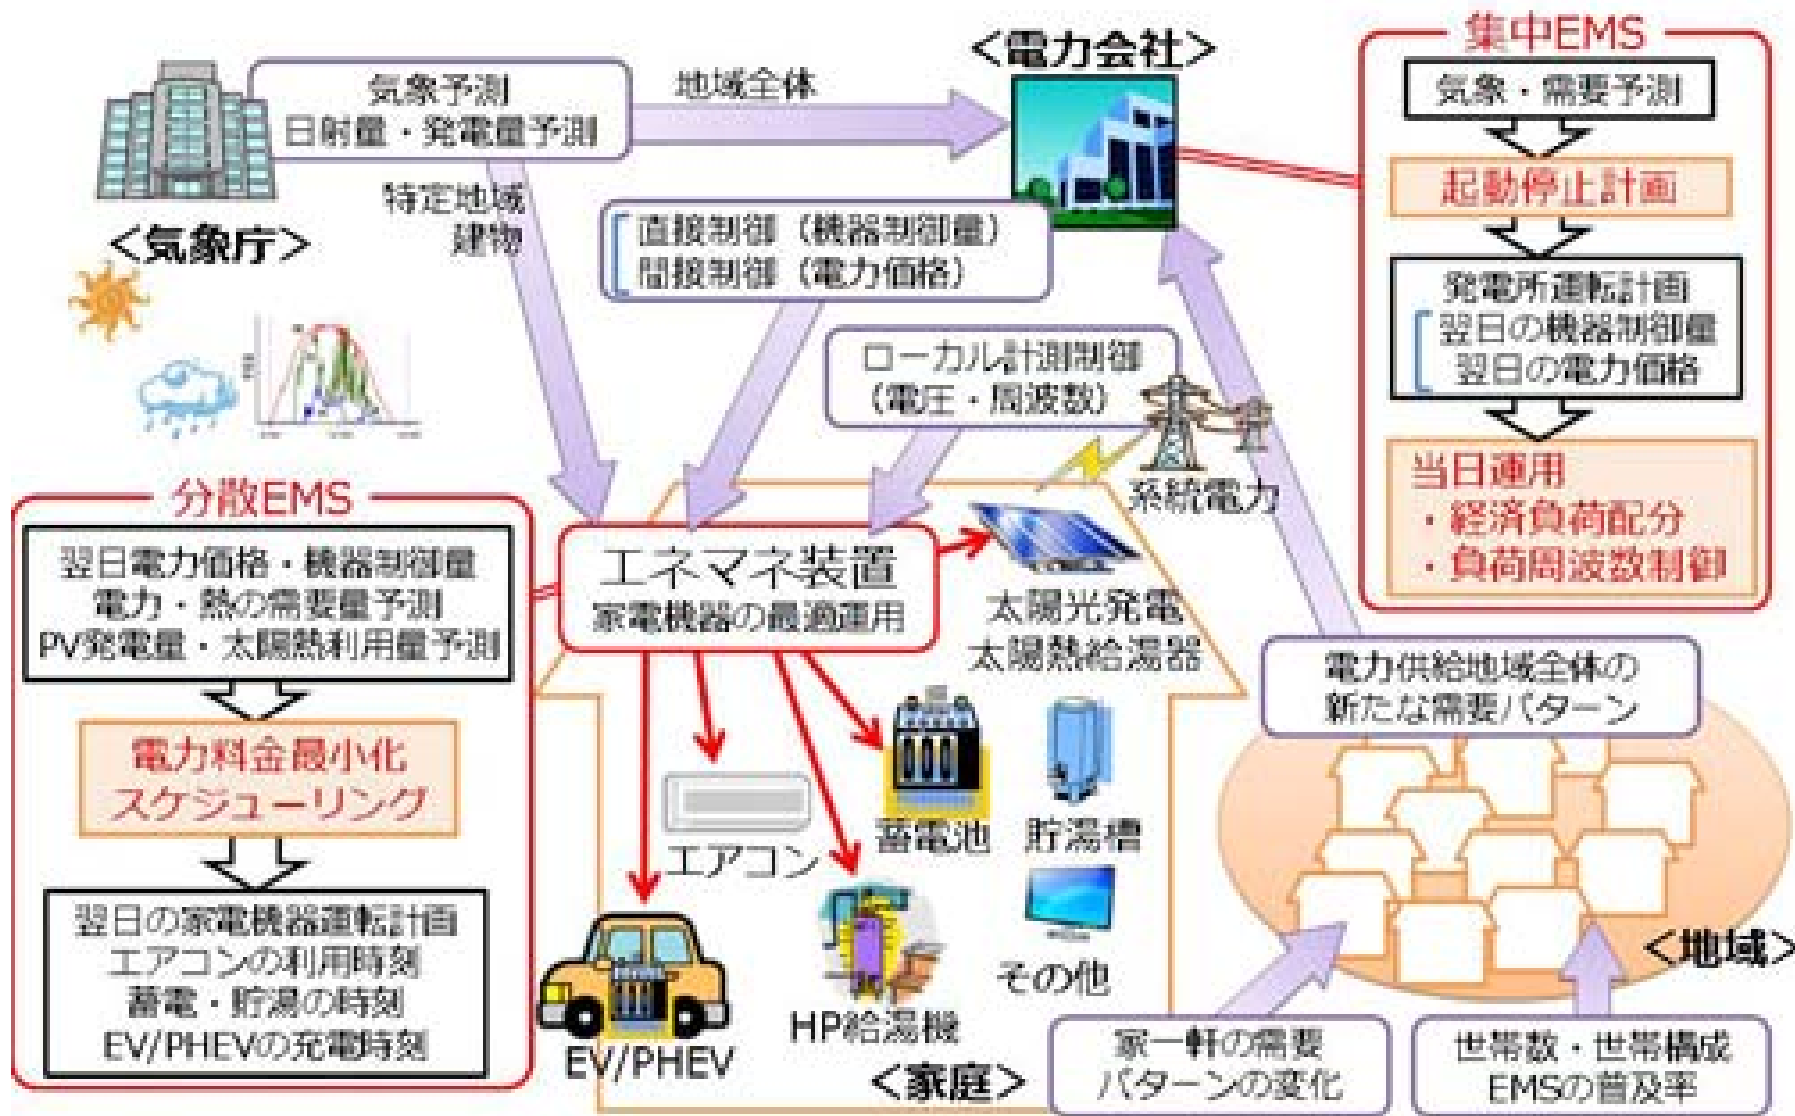 <気象庁>
気象予測
日射量・発電量予測
地域全体
特定地域
建物
<電力会社>
直接制御（機器制御量）
間接制御（電力価格）
ローカル計測制御
（電圧・周波数）
系統電力
集中EMS
気象・需要予測
起動停止計画
発電所運転計画
翌日の機器制御量
翌日の電力価格
当日運用
・経済負荷配分
・負荷周波数制御
分散EMS
翌日電力価格・機器制御量
電力・熱の需要量予測
PV発電量・太陽熱利用量予測
電力料金最小化
スケジューリング
翌日の家電機器運転計画
エアコンの利用時刻
蓄電・貯湯の時刻
EV/PHEVの充電時刻
エネマネ装置
家電機器の最適運用
太陽光発電
太陽熱給湯器
エアコン
蓄電池
貯湯槽
EV/PHEV
HP給湯機
その他
<家庭>
電力供給地域全体の
新たな需要パターン
<地域>
家一軒の需要
パターンの変化
世帯数・世帯構成
EMSの普及率